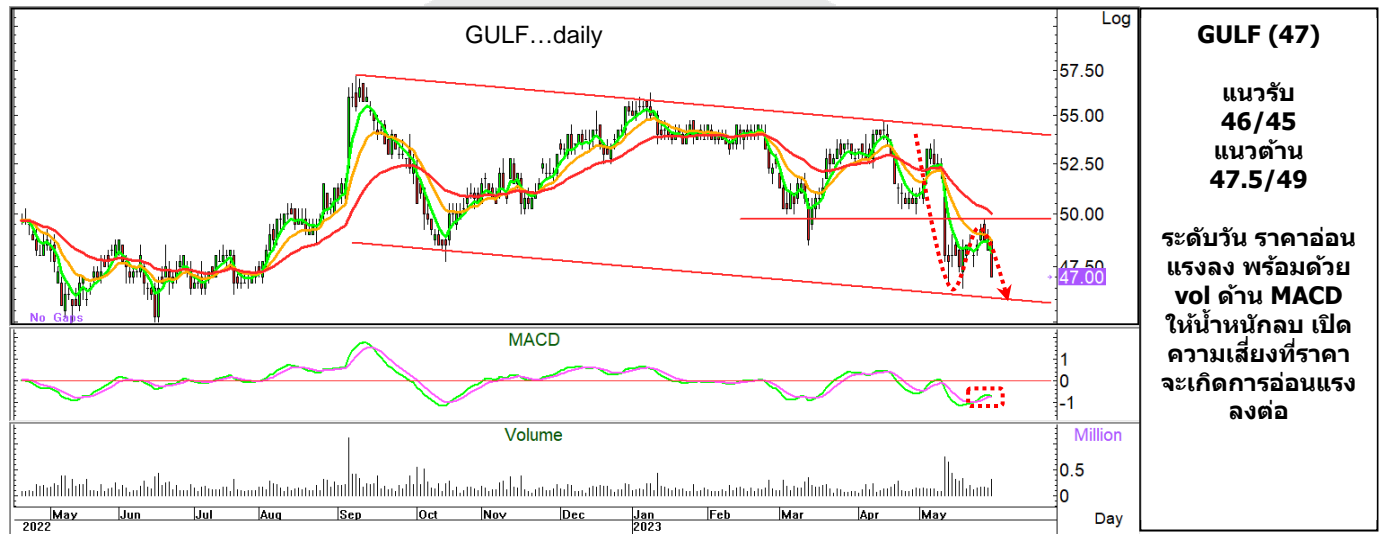 GULF…daily
Log
57.50
55.00
52.50
50.00
47.50
47.00
No Gaps
MACD
1
0
-1
Volume
Million
0.5
0
May Jun Jul Aug Sep Oct Nov Dec Jan Feb Mar Apr May
2022 2023
Day
GULF (47)
แนวรับ
46/45
แนวต้าน
47.5/49
ระดับวัน ราคาอ่อน
แรงลง พร้อมด้วย
vol ด้าน MACD
ให้น้ำหนักลบ เปิด
ความเสี่ยงที่ราคา
จะเกิดการอ่อนแรง
ลงต่อ